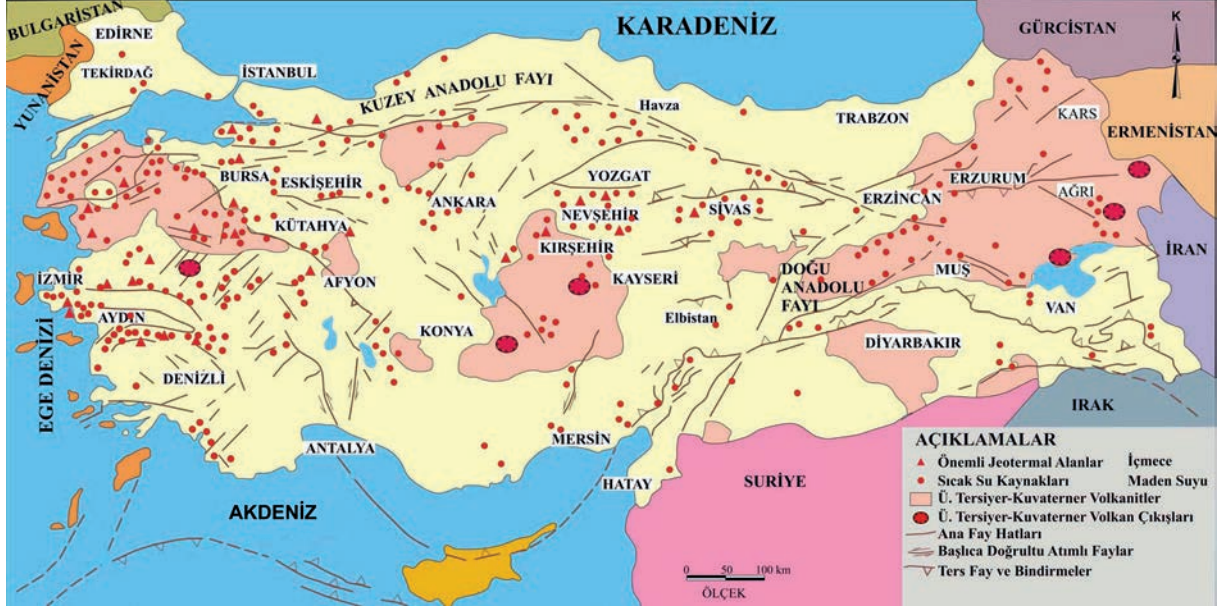 BULGARİSTAN
EDİRNE
KARADENİZ
GÜRCİSTAN
K
YUNANİSTAN
TEKİRDAĞ
İSTANBUL
KUZEY ANADOLU FAYI
Havza
TRABZON
KARS
ERMENİSTAN
BURSA
ESKİŞEHİR
ANKARA
YOZGAT
ERZİNCAN
ERZURUM
AĞRI
KÜTAHYA
NEVŞEHİR
SİVAS
KIRŞEHİR
İRAN
İZMİR
AFYON
KAYSERİ
DOĞU
ANADOLU
FAYI
MUŞ
VAN
AYDIN
KONYA
Elbistan
DİYARBAKIR
EGE DENİZİ
DENİZLİ
IRAK
ANTALYA
MERSİN
HATAY
SURİYE
AKDENİZ
AÇIKLAMALAR
Önemli Jeotermal Alanlar İçmece
Sıcak Su Kaynakları Maden Suyu
Ü. Tersiyer-Kuvaterner Volkanitler
Ü. Tersiyer-Kuvaterner Volkan Çıkışları
Ana Fay Hatları
Başlıca Doğrultu Atımlı Faylar
Ters Fay ve Bindirmeler
0 50 100 km
ÖLÇEK